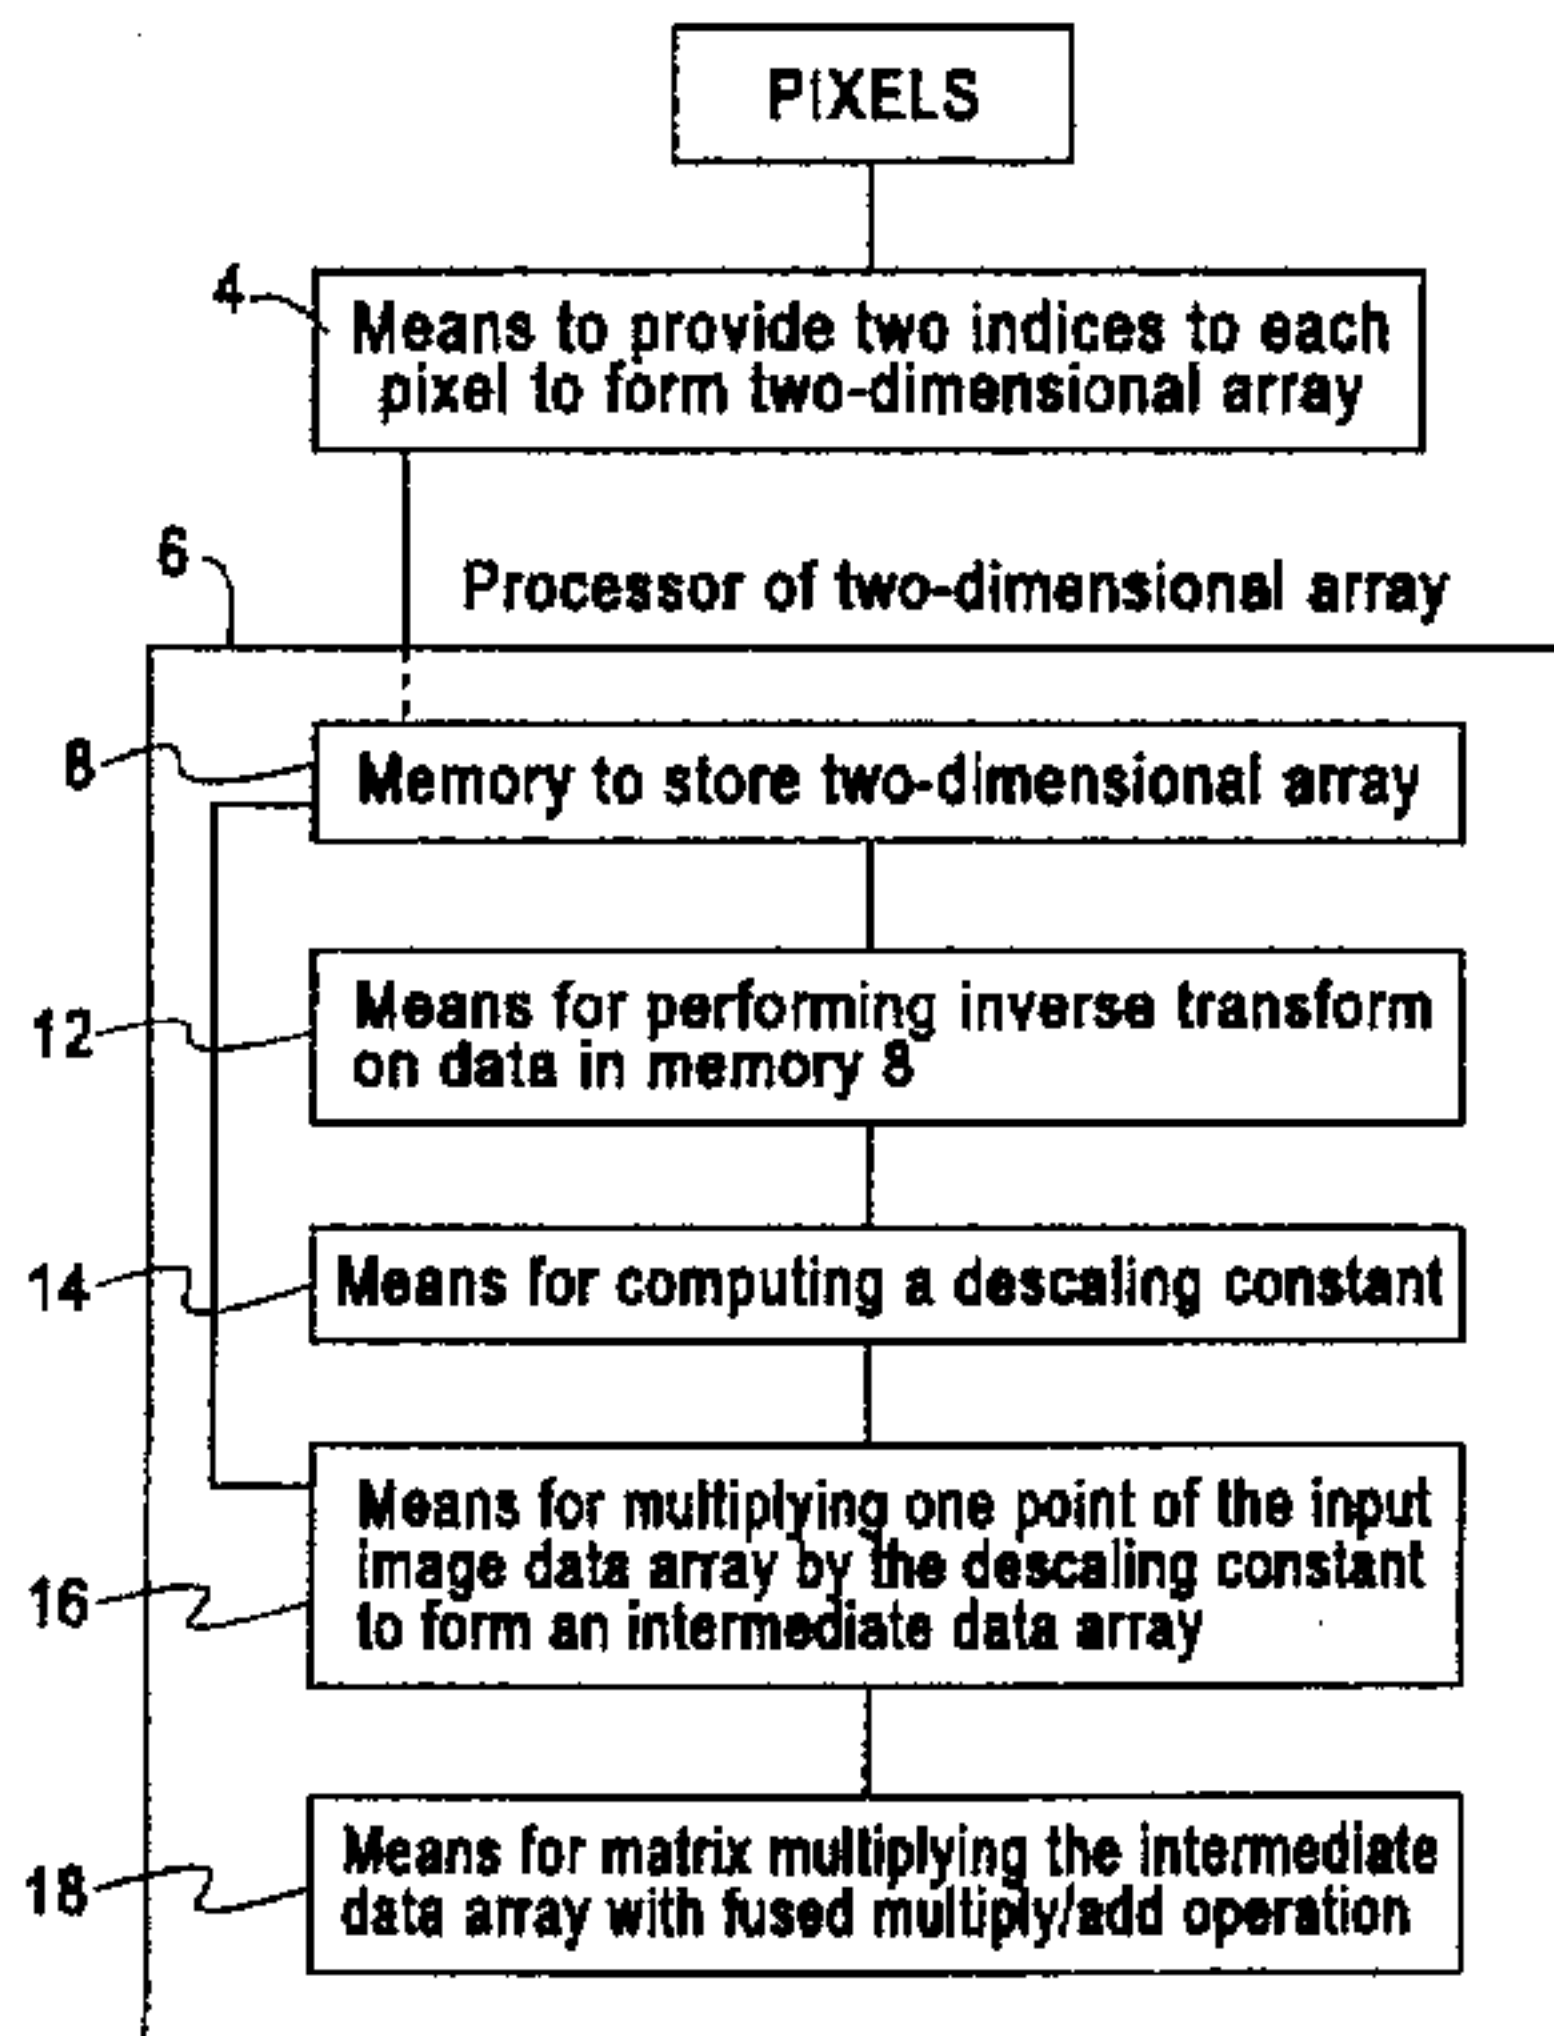 PIXELS
4
Means to provide two indices to each
pixel to form two-dimensional array
6
Processor of two-dimensional array
8
Memory to store two-dimensional array
12
Means for performing inverse transform
on data in memory 8
14
Means for computing a descaling constant
16
Means for multiplying one point of the input
image data array by the descaling constant
to form an intermediate data array
18
Means for matrix multiplying the intermediate
data array with fused multiply/add operation